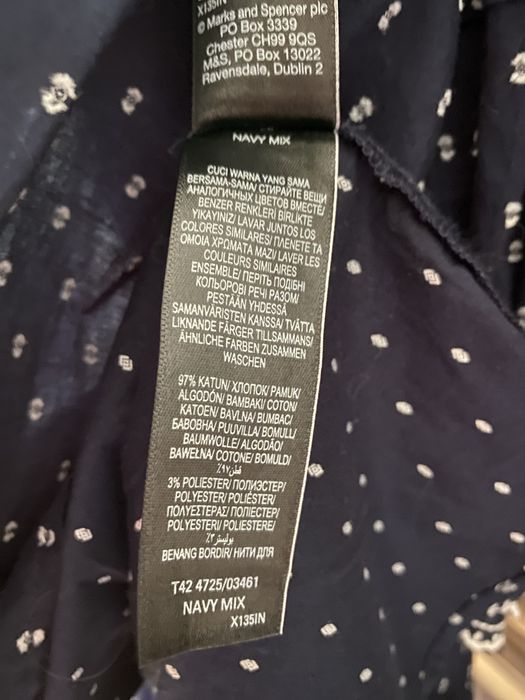 X135IN
© Marks and Spencer plc
PO Box 3339
Chester CH99 9QS
M&S, PO Box 13022
Ravensdale, Dublin 2
NAVY MIX
CUCI WARNA YANG SAMA
BERSAMA-SAMA/ СТИРАЙТЕ ВЕЩИ
АНАЛОГИЧНЫХ ЦВЕТОВ ВМЕСТЕ/
BENZER RENKLERİ BİRLİKTE
YIKAYINIZ/ LAVAR JUNTOS LOS
COLORES SIMILARES/ ΠΛΕΝΕΤΕ ΤΑ
ΟΜΟΙΑ ΧΡΩΜΑΤΑ ΜΑΖΙ/ LAVER LES
COULEURS SIMILAIRES
ENSEMBLE/ ПЕРІТЬ ПОДІБНІ
КОЛЬОРОВІ РЕЧІ РАЗОМ/
PESTÄÄN YHDESSÄ
SAMANVÄRISTEN KANSSA/ TVÄTTA
LIKNANDE FÄRGER TILLSAMMANS/
ÄHNLICHE FARBEN ZUSAMMEN
WASCHEN
97% KATUN/ ХЛОПОК/ PAMUK/
ALGODÓN/ ΒΑΜΒΑΚΙ/ COTON/
KATOEN/ BAVLNA/ BUMBAC/
БАВОВНА/ PUUVILLA/ BOMULL/
BAUMWOLLE/ ALGODÃO/
BAWEŁNA/ COTONE/ BOMULD/
قطن ٩٧٪
3% POLIESTER/ ПОЛИЭСТЕР/
POLYESTER/ POLIÉSTER/
ΠΟΛΥΕΣΤΕΡΑΣ/ ПОЛІЕСТЕР/
POLYESTERI/ POLIESTERE/
بوليستر ٣٪
BENANG BORDIR/ НИТИ ДЛЯ
T42 4725/03461
NAVY MIX
X135IN